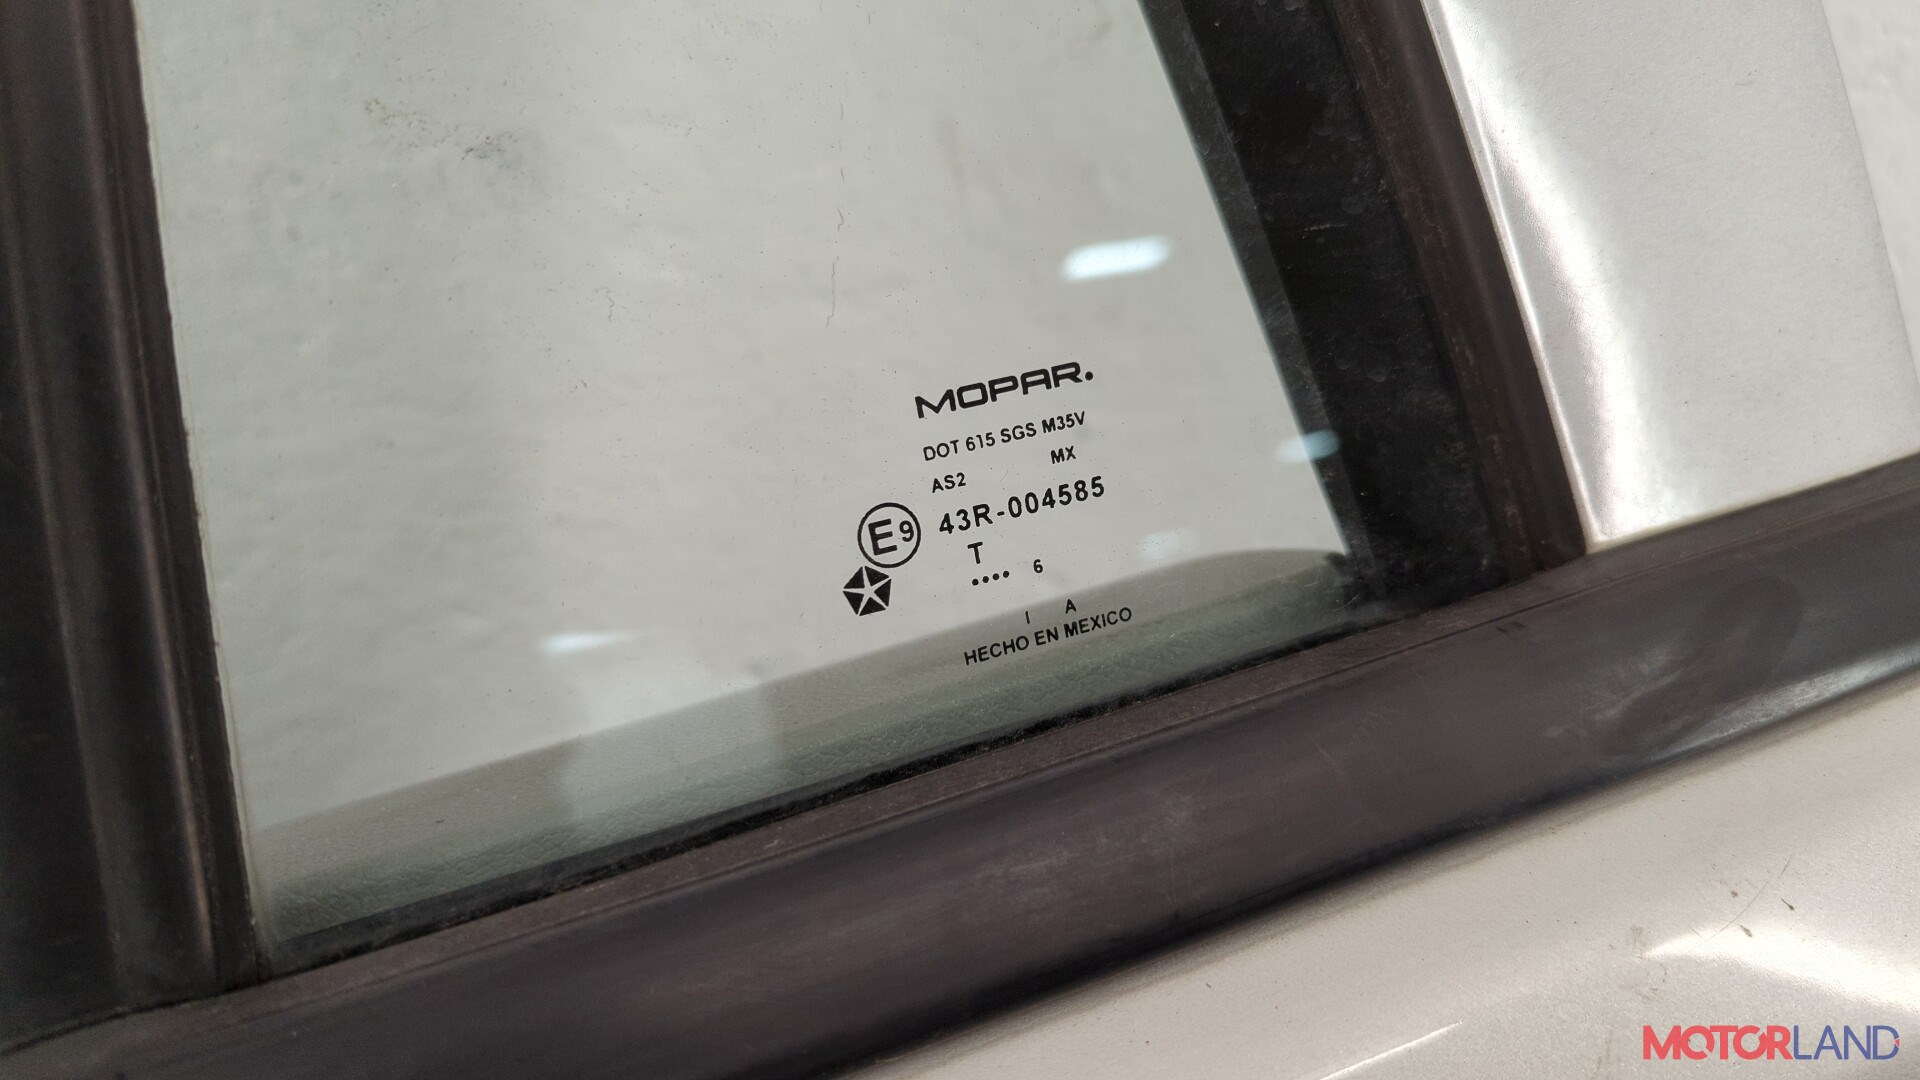 MOPAR.
DOT 615 SGS M35V
AS2 MX
E9 43R-004585
T
•••• 6
I A
HECHO EN MEXICO
MOTORLAND